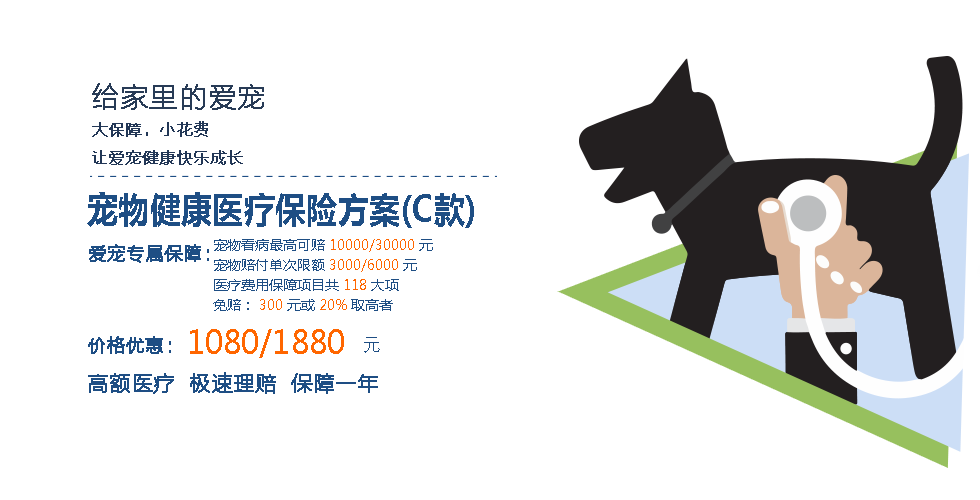 给家里的爱宠
大保障，小花费
让爱宠健康快乐成长
宠物健康医疗保险方案(C款)
爱宠专属保障：宠物看病最高可赔 10000/30000 元
宠物赔付单次限额 3000/6000 元
医疗费用保障项目共 118 大项
免赔：300 元或 20% 取高者
价格优惠：1080/1880 元
高额医疗 极速理赔 保障一年